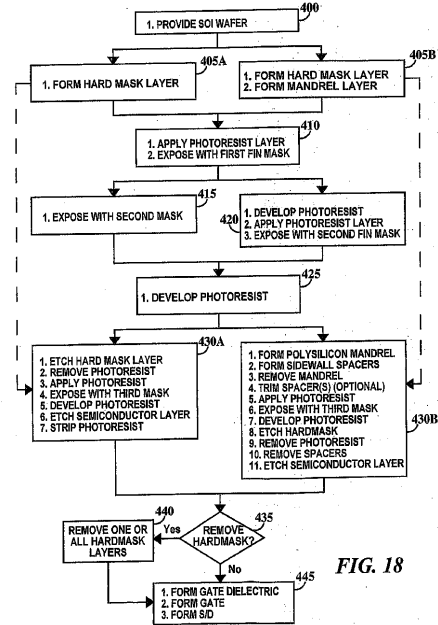 400
1. PROVIDE SOI WAFER
405A
1. FORM HARD MASK LAYER
405B
1. FORM HARD MASK LAYER
2. FORM MANDREL LAYER
410
1. APPLY PHOTORESIST LAYER
2. EXPOSE WITH FIRST FIN MASK
415
1. EXPOSE WITH SECOND MASK
420
1. DEVELOP PHOTORESIST
2. APPLY PHOTORESIST LAYER
3. EXPOSE WITH SECOND FIN MASK
425
1. DEVELOP PHOTORESIST
430A
1. ETCH HARD MASK LAYER
2. REMOVE PHOTORESIST
3. APPLY PHOTORESIST
4. EXPOSE WITH THIRD MASK
5. DEVELOP PHOTORESIST
6. ETCH SEMICONDUCTOR LAYER
7. STRIP PHOTORESIST
1. FORM POLYSILICON MANDREL
2. FORM SIDEWALL SPACERS
3. REMOVE MANDREL
4. TRIM SPACER(S) (OPTIONAL)
5. APPLY PHOTORESIST
6. EXPOSE WITH THIRD MASK
7. DEVELOP PHOTORESIST
8. ETCH HARDMASK
9. REMOVE PHOTORESIST
10. REMOVE SPACERS
11. ETCH SEMICONDUCTOR LAYER
430B
440
REMOVE ONE OR
ALL HARDMASK
LAYERS
Yes
435
REMOVE
HARDMASK?
No
445
1. FORM GATE DIELECTRIC
2. FORM GATE
3. FORM S/D
FIG. 18